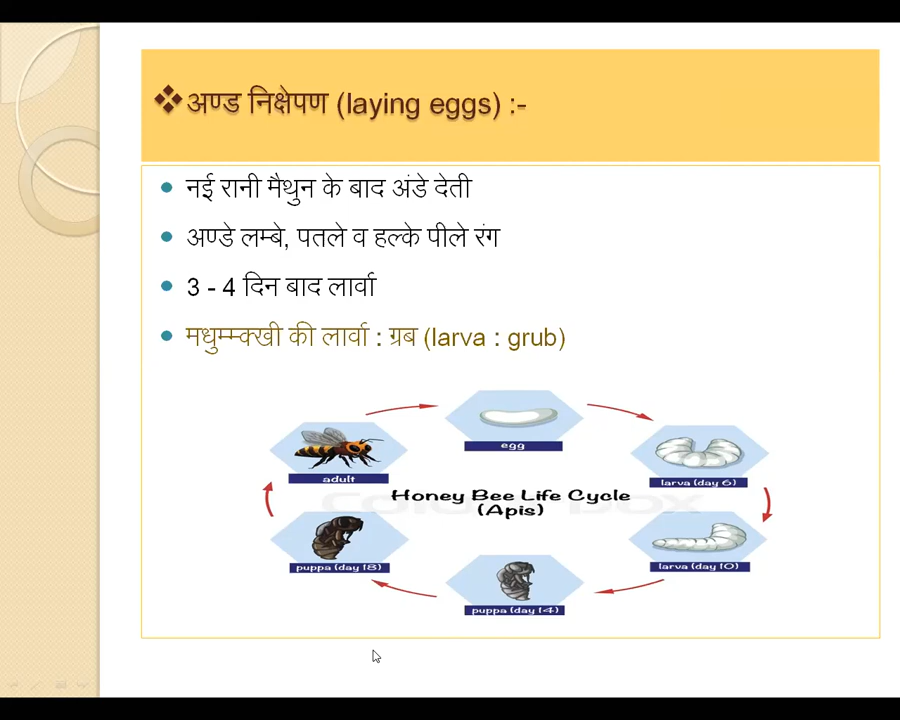 ❖अण्ड निक्षेपण (laying eggs) :-
• नई रानी मैथुन के बाद अंडे देती
• अण्डे लम्बे, पतले व हल्के पीले रंग
• 3 - 4 दिन बाद लार्वा
• मधुम्म्क्खी की लार्वा : ग्रब (larva : grub)
egg
adult
larva (day 6)
Honey Bee Life Cycle
(Apis)
puppa (day 18)
larva (day 10)
puppa (day 14)